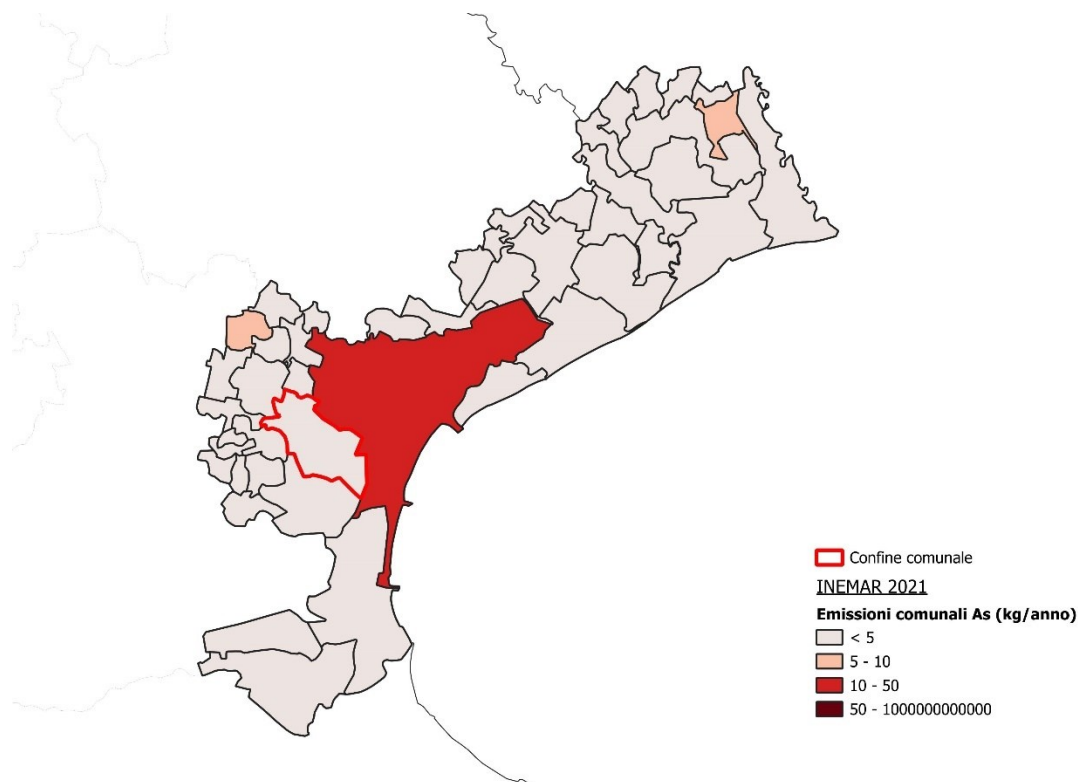 Confine comunale
INEMAR 2021
Emissioni comunali As (kg/anno)
< 5
5 - 10
10 - 50
50 - 1000000000000